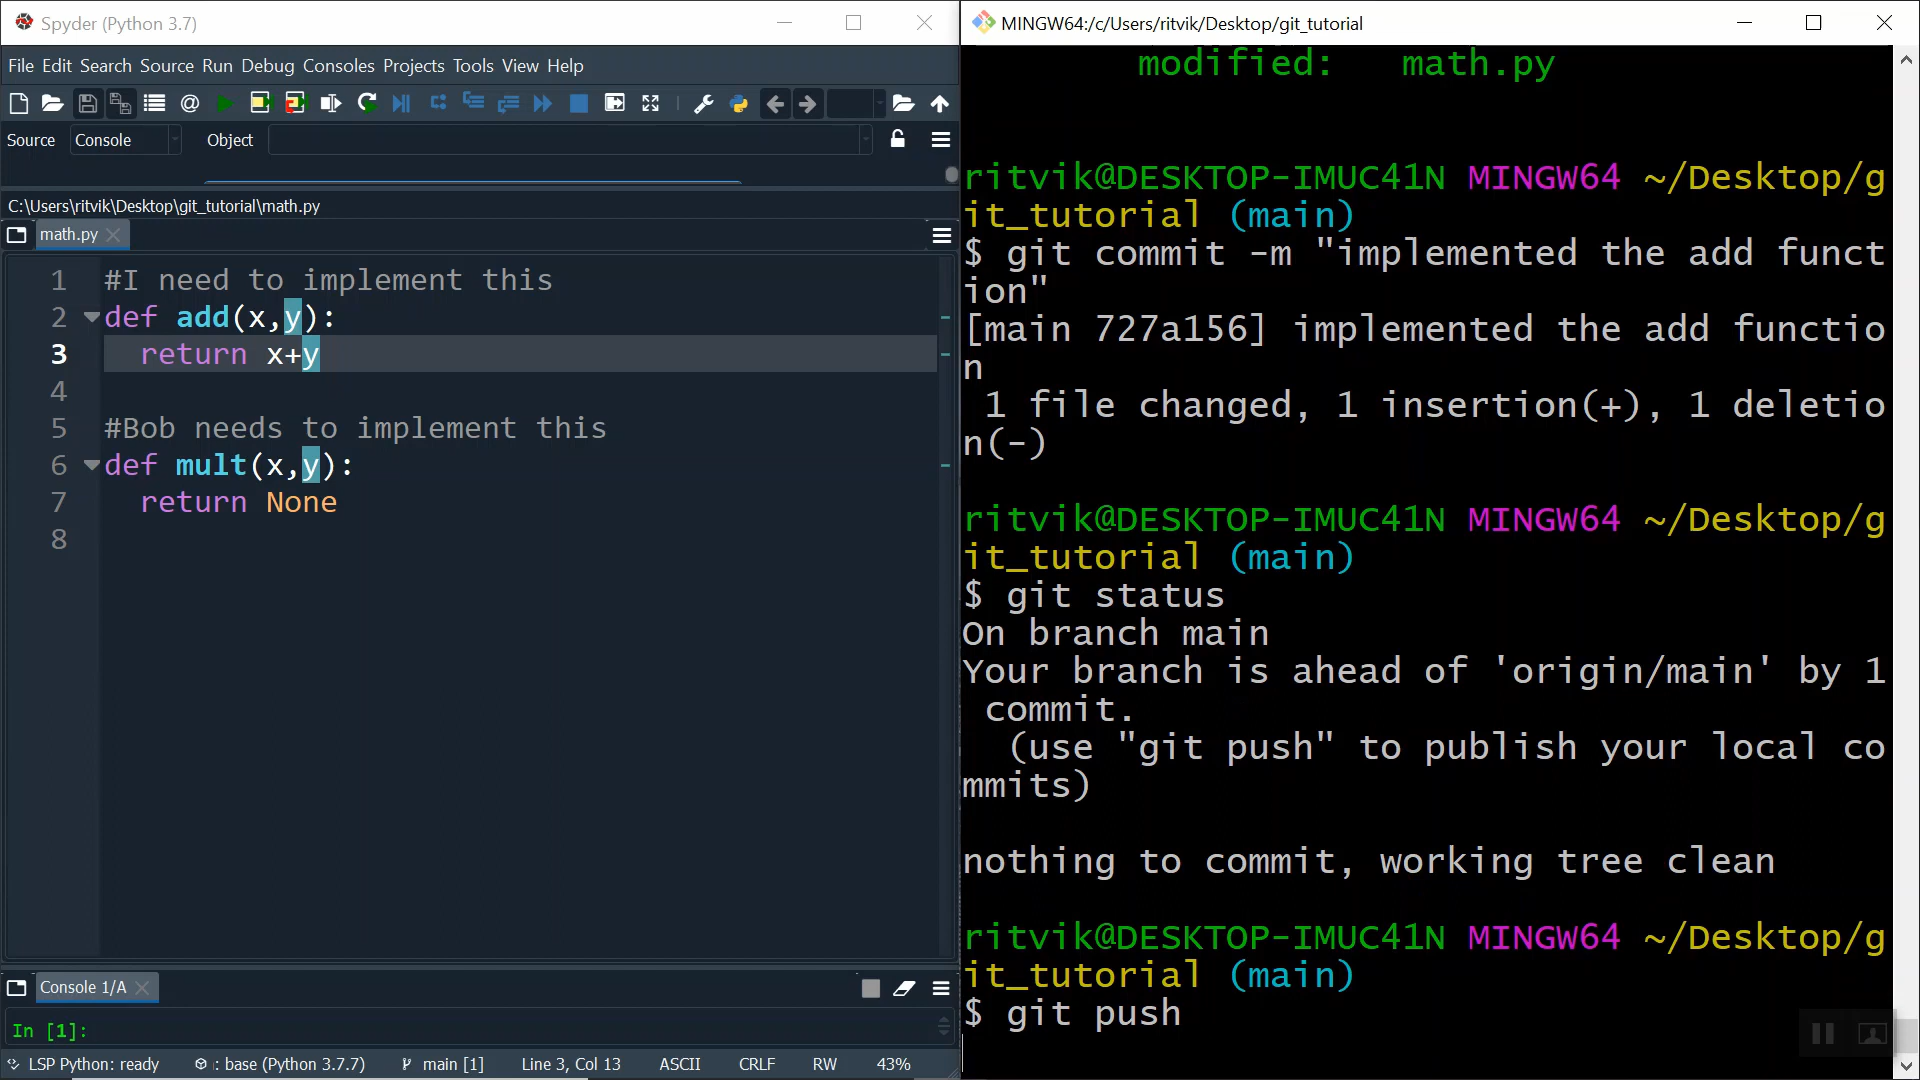 Spyder (Python 3.7)
File Edit Search Source Run Debug Consoles Projects Tools View Help
Source Console Object
C:\Users\ritvik\Desktop\git_tutorial\math.py
math.py
1 #I need to implement this
2 def add(x,y):
3 return x+y
4
5 #Bob needs to implement this
6 def mult(x,y):
7 return None
8
Console 1/A
In [1]:
LSP Python: ready : base (Python 3.7.7) main [1] Line 3, Col 13 ASCII CRLF RW 43%
MINGW64:/c/Users/ritvik/Desktop/git_tutorial
modified: math.py
ritvik@DESKTOP-IMUC41N MINGW64 ~/Desktop/g
it_tutorial (main)
$ git commit -m "implemented the add funct
ion"
[main 727a156] implemented the add functio
n
1 file changed, 1 insertion(+), 1 deletio
n(-)
ritvik@DESKTOP-IMUC41N MINGW64 ~/Desktop/g
it_tutorial (main)
$ git status
On branch main
Your branch is ahead of 'origin/main' by 1
commit.
(use "git push" to publish your local co
mmits)
nothing to commit, working tree clean
ritvik@DESKTOP-IMUC41N MINGW64 ~/Desktop/g
it_tutorial (main)
$ git push